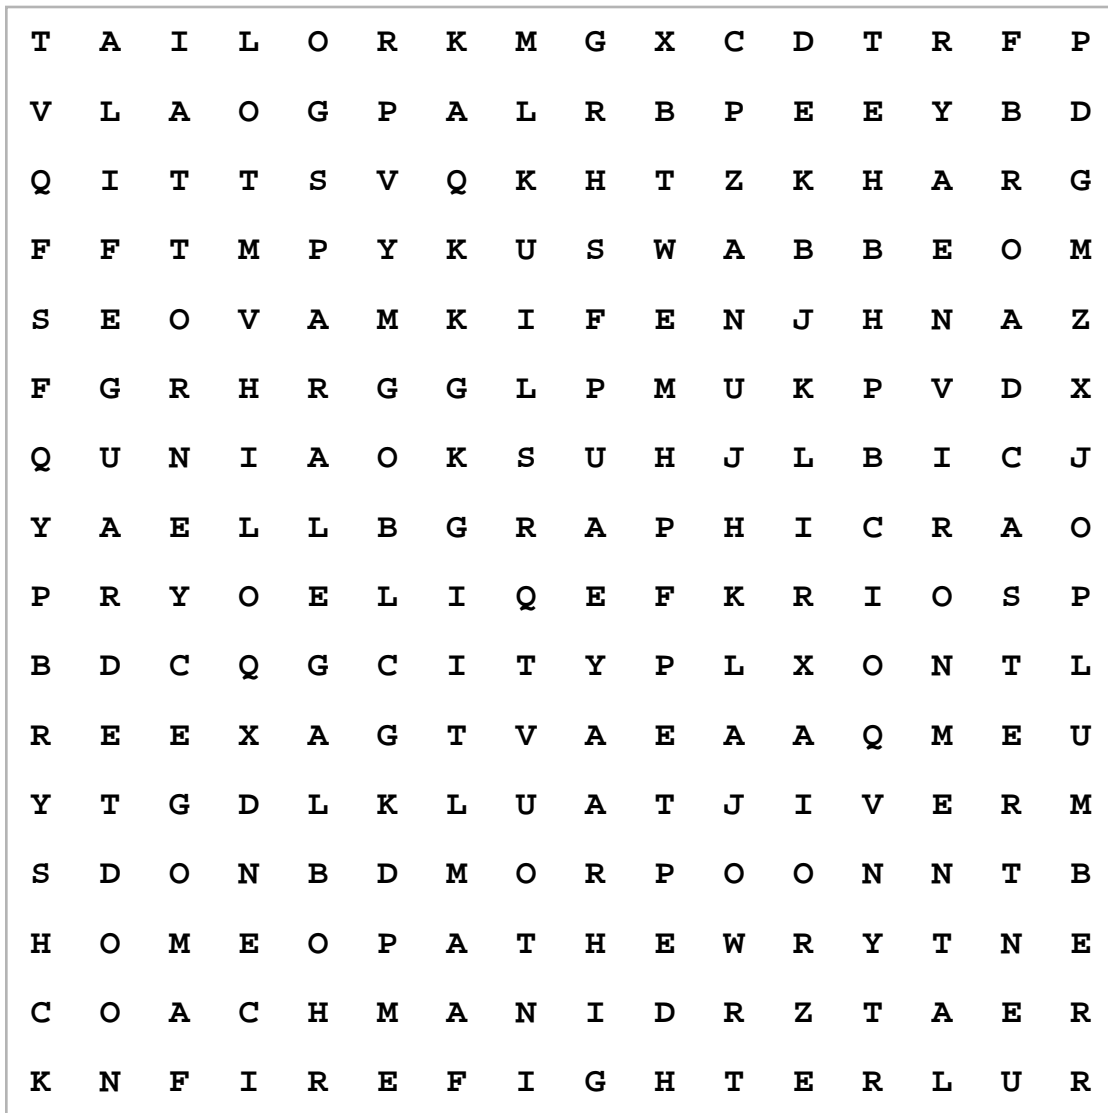 T A I L O R K M G X C D T R F P
V L A O G P A L R B P E E Y B D
Q I T T S V Q K H T Z K H A R G
F F T M P Y K U S W A B B E O M
S E O V A M K I F E N J H N A Z
F G R H R G G L P M U K P V D X
Q U N I A O K S U H J L B I C J
Y A E L L B G R A P H I C R A O
P R Y O E L I Q E F K R I O S P
B D C Q G C I T Y P L X O N T L
R E E X A G T V A E A A Q M E U
Y T G D L K L U A T J I V E R M
S D O N B D M O R P O O N N T B
H O M E O P A T H E W R Y T N E
C O A C H M A N I D R Z T A E R
K N F I R E F I G H T E R L U R